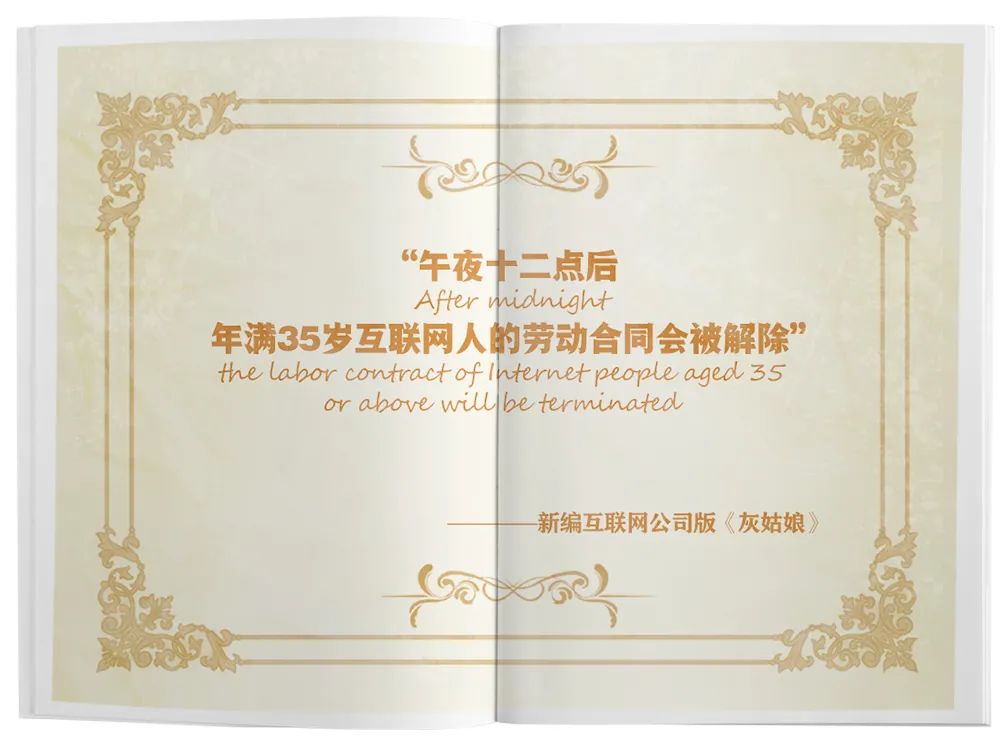 “午夜十二点后
After midnight
年满35岁互联网人的劳动合同会被解除”
the labor contract of Internet people aged 35
or above will be terminated
————新编互联网公司版《灰姑娘》